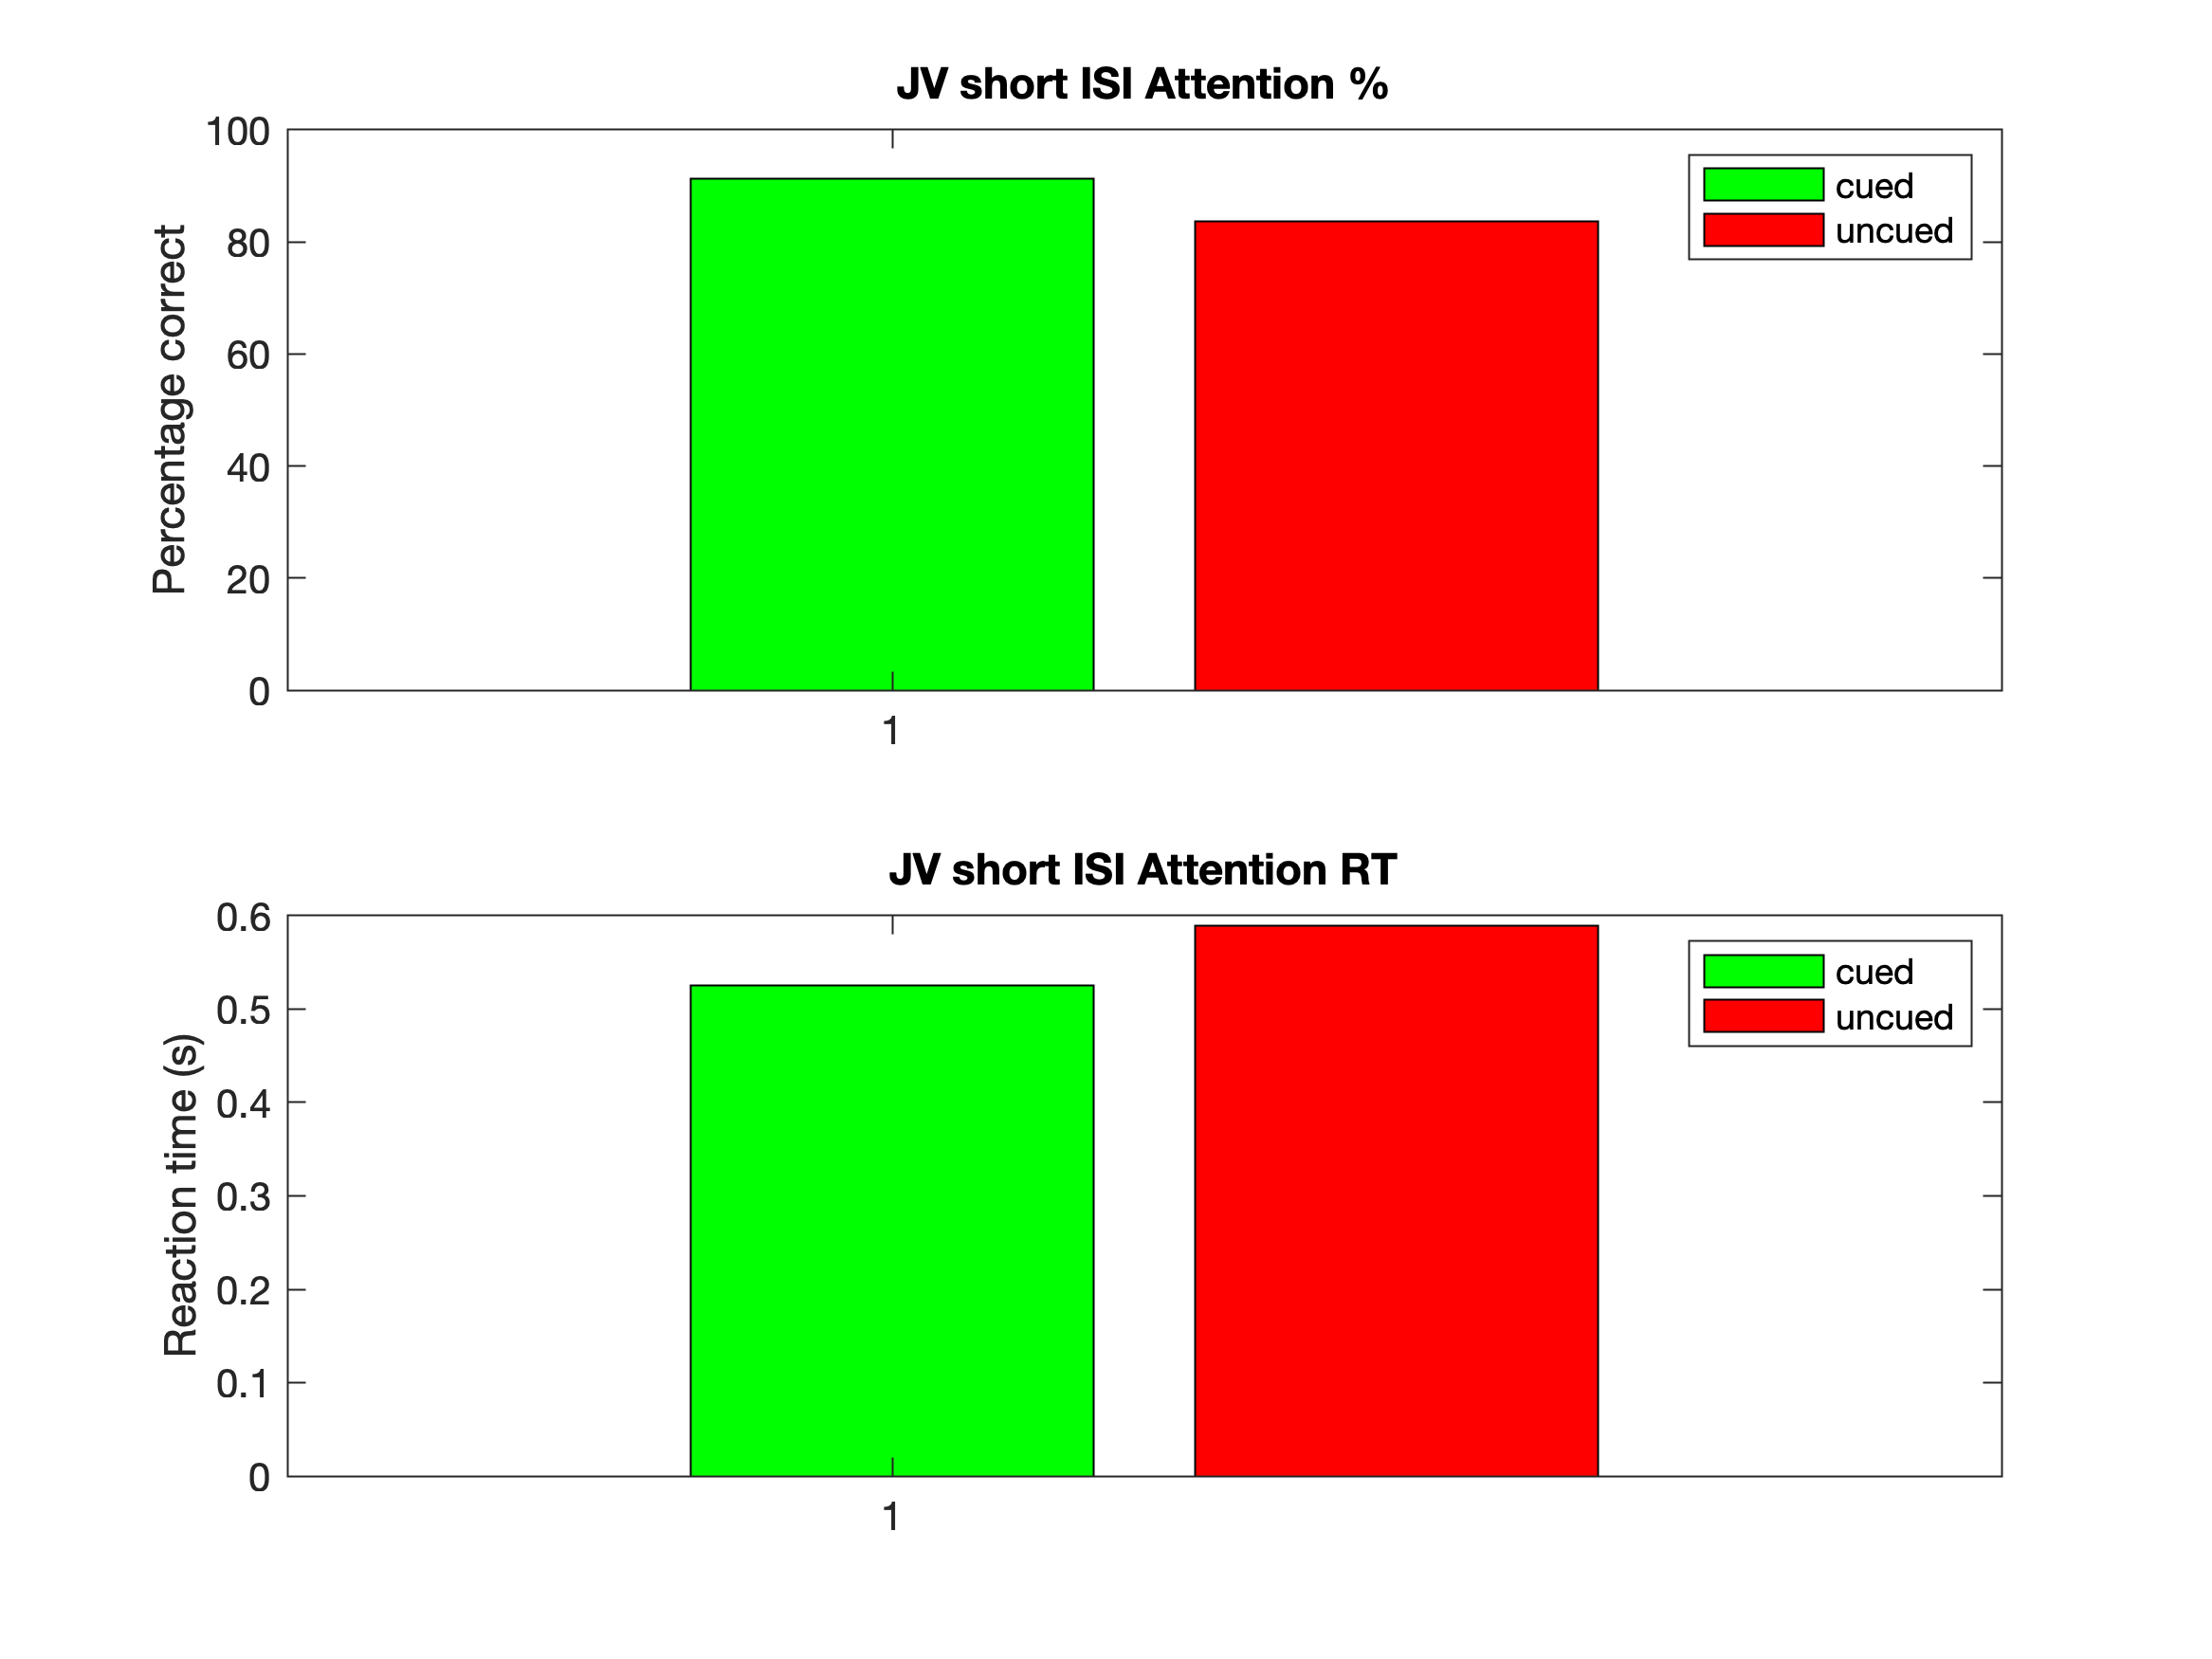 JV short ISI Attention %
Percentage correct
100
80
60
40
20
0
1
cued
uncued
JV short ISI Attention RT
Reaction time (s)
0.6
0.5
0.4
0.3
0.2
0.1
0
1
cued
uncued